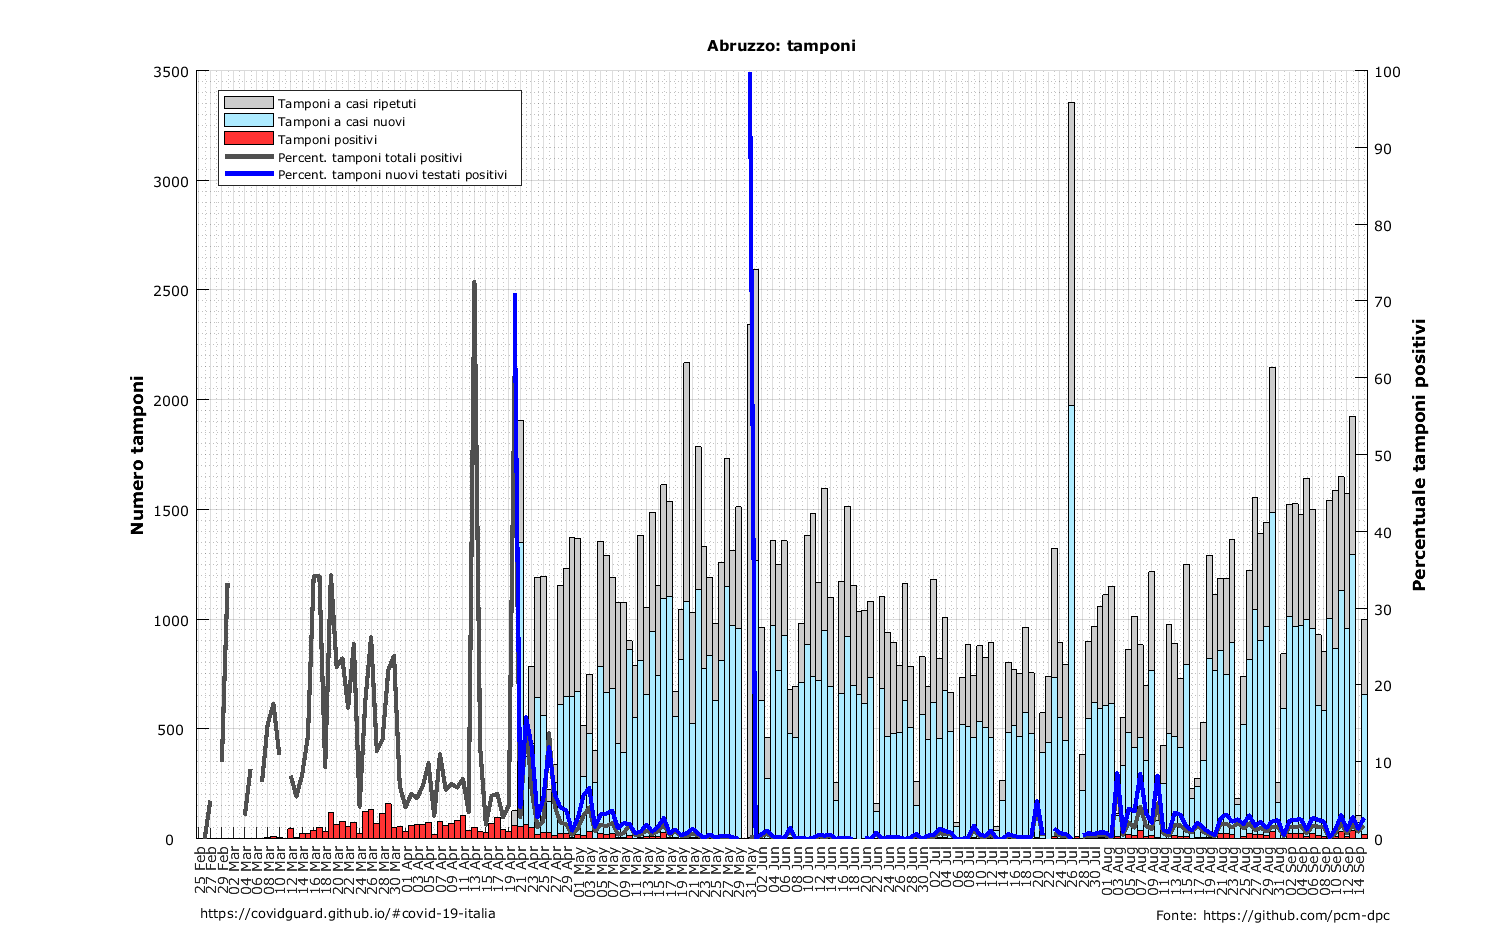 Abruzzo: tamponi
3500
3000
2500
2000
1500
1000
500
0
Numero tamponi
Tamponi a casi ripetuti
Tamponi a casi nuovi
Tamponi positivi
Percent. tamponi totali positivi
Percent. tamponi nuovi testati positivi
100
90
80
70
60
50
40
30
20
10
0
Percentuale tamponi positivi
25 Feb
27 Feb
29 Feb
02 Mar
04 Mar
06 Mar
08 Mar
10 Mar
12 Mar
14 Mar
16 Mar
18 Mar
20 Mar
22 Mar
24 Mar
26 Mar
28 Mar
30 Mar
01 Apr
03 Apr
05 Apr
07 Apr
09 Apr
11 Apr
13 Apr
15 Apr
17 Apr
19 Apr
21 Apr
23 Apr
25 Apr
27 Apr
29 Apr
01 May
03 May
05 May
07 May
09 May
11 May
13 May
15 May
17 May
19 May
21 May
23 May
25 May
27 May
29 May
31 May
02 Jun
04 Jun
06 Jun
08 Jun
10 Jun
12 Jun
14 Jun
16 Jun
18 Jun
20 Jun
22 Jun
24 Jun
26 Jun
28 Jun
30 Jun
02 Jul
04 Jul
06 Jul
08 Jul
10 Jul
12 Jul
14 Jul
16 Jul
18 Jul
20 Jul
22 Jul
24 Jul
26 Jul
28 Jul
30 Jul
01 Aug
03 Aug
05 Aug
07 Aug
09 Aug
11 Aug
13 Aug
15 Aug
17 Aug
19 Aug
21 Aug
23 Aug
25 Aug
27 Aug
29 Aug
31 Aug
02 Sep
04 Sep
06 Sep
08 Sep
10 Sep
12 Sep
14 Sep
https://covidguard.github.io/#covid-19-italia
Fonte: https://github.com/pcm-dpc